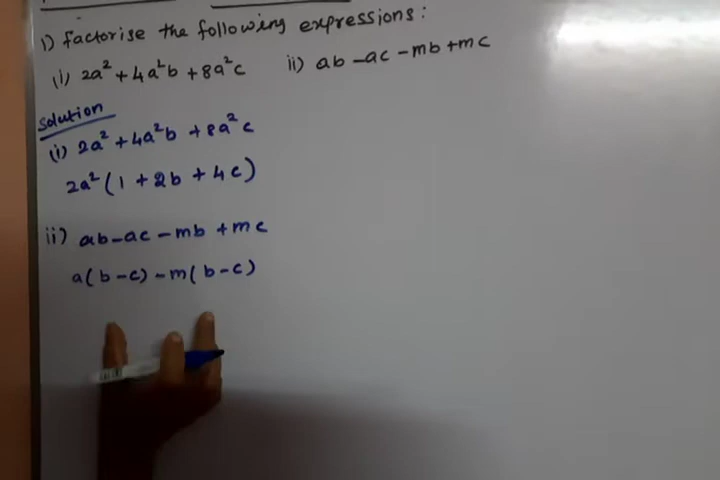 1) Factorise the following expressions:
(i) 2a² + 4a²b + 8a²c ii) ab - ac - mb + mc
Solution
(i) 2a² + 4a²b + 8a²c
2a² (1 + 2b + 4c)
ii) ab - ac - mb + mc
a(b - c) - m(b - c)